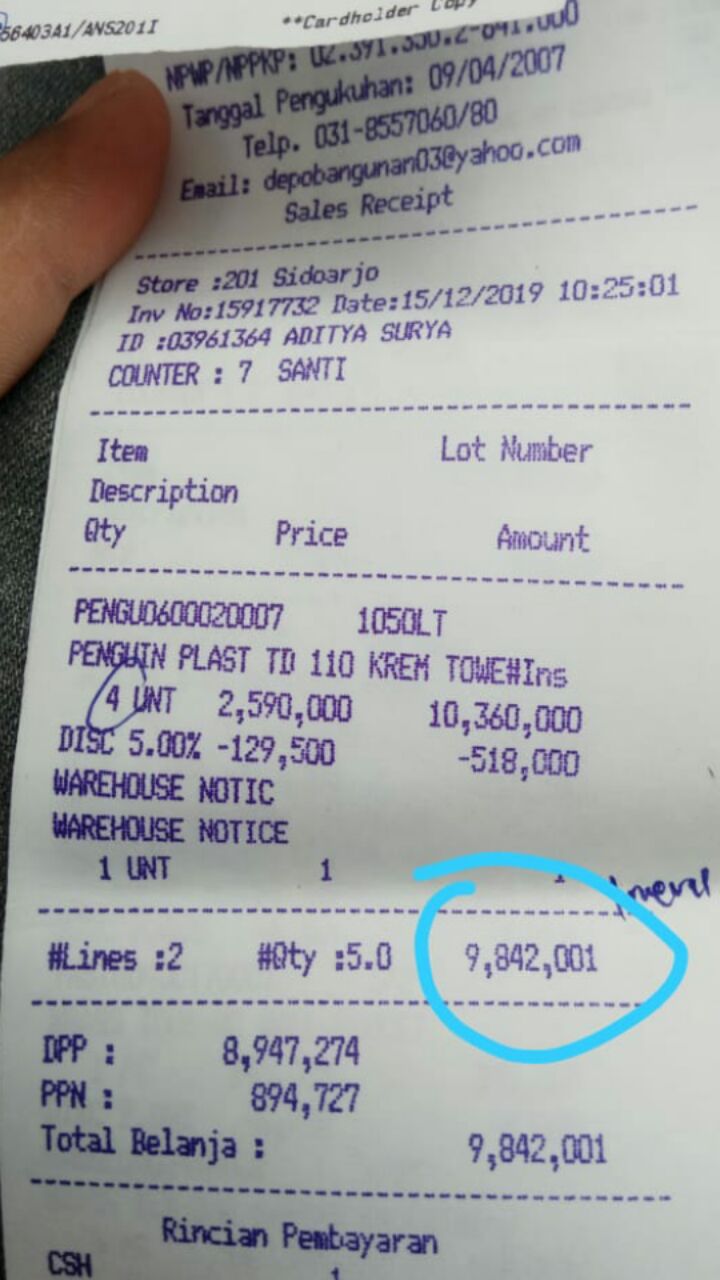 56403A1/ANS201I **Cardholder Copy
NPWP/NPPKP: 02.391.350.2-641.000
Tanggal Pengukuhan: 09/04/2007
Telp. 031-8557060/80
Email: depobangunan03@yahoo.com
Sales Receipt
Store :201 Sidoarjo
Inv No:15917732 Date:15/12/2019 10:25:01
ID :03961364 ADITYA SURYA
COUNTER : 7 SANTI
Item Lot Number
Description
Qty Price Amount
PENGU0600020007 1050LT
PENGUIN PLAST TD 110 KREM TOWE#Ins
4 UNT 2,590,000 10,360,000
DISC 5.00% -129,500 -518,000
WAREHOUSE NOTIC
WAREHOUSE NOTICE
1 UNT 1 1
#Lines :2 #Qty :5.0 9,842,001
DPP : 8,947,274
PPN : 894,727
Total Belanja : 9,842,001
Rincian Pembayaran
CSH 1